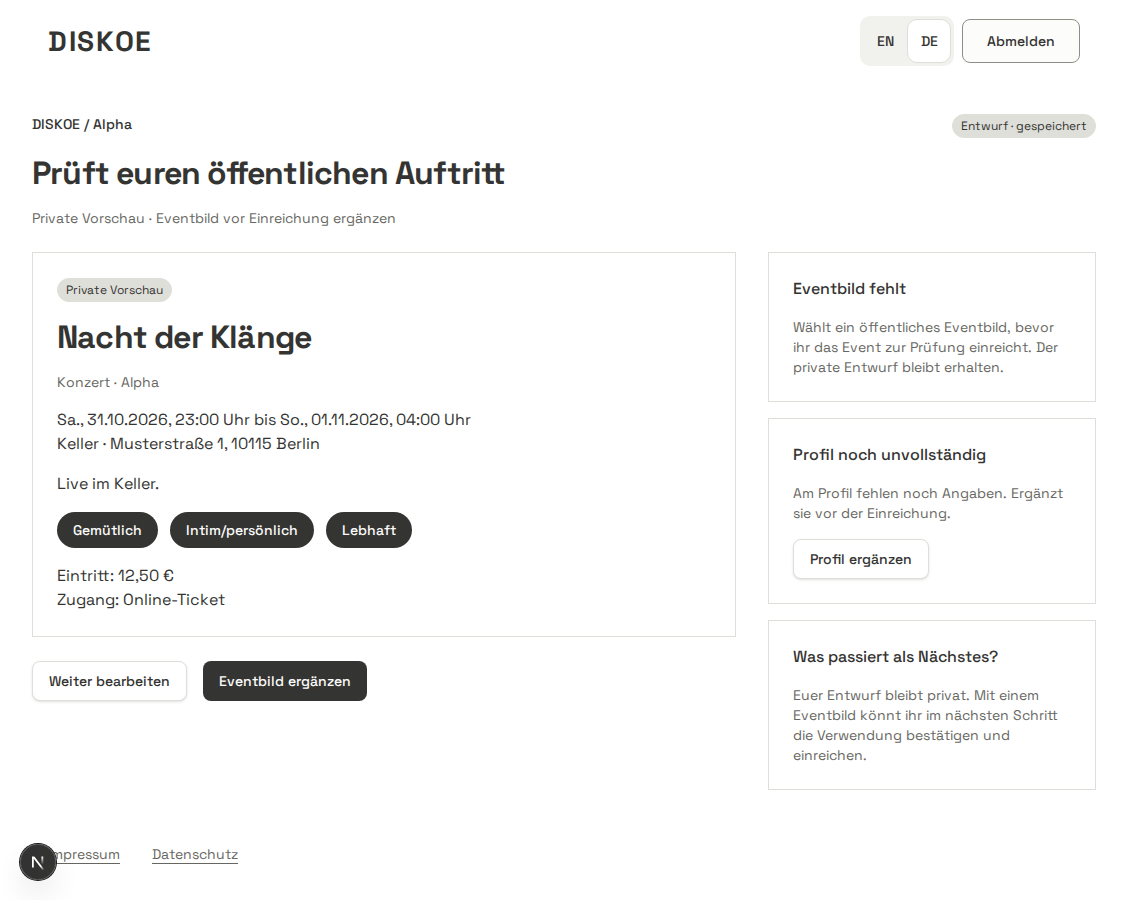 DISKOE
EN
DE
Abmelden
DISKOE / Alpha
Entwurf · gespeichert
Prüft euren öffentlichen Auftritt
Private Vorschau · Eventbild vor Einreichung ergänzen
Private Vorschau
Nacht der Klänge
Konzert · Alpha
Sa., 31.10.2026, 23:00 Uhr bis So., 01.11.2026, 04:00 Uhr
Keller · Musterstraße 1, 10115 Berlin
Live im Keller.
Gemütlich
Intim/persönlich
Lebhaft
Eintritt: 12,50 €
Zugang: Online-Ticket
Weiter bearbeiten
Eventbild ergänzen
Eventbild fehlt
Wählt ein öffentliches Eventbild, bevor
ihr das Event zur Prüfung einreicht. Der
private Entwurf bleibt erhalten.
Profil noch unvollständig
Am Profil fehlen noch Angaben. Ergänzt
sie vor der Einreichung.
Profil ergänzen
Was passiert als Nächstes?
Euer Entwurf bleibt privat. Mit einem
Eventbild könnt ihr im nächsten Schritt
die Verwendung bestätigen und
einreichen.
N
mpressum
Datenschutz